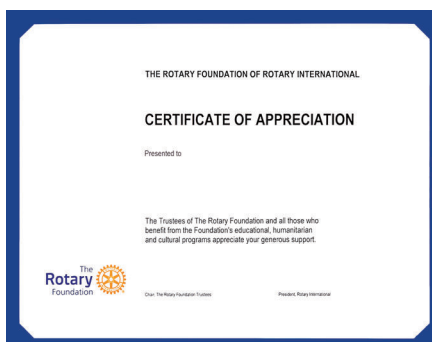 THE ROTARY FOUNDATION OF ROTARY INTERNATIONAL
CERTIFICATE OF APPRECIATION
Presented to
The Trustees of The Rotary Foundation and all those who
benefit from the Foundation's educational, humanitarian
and cultural programs appreciate your generous support.
The
Rotary
Foundation
Chair, The Rotary Foundation Trustees
President, Rotary International